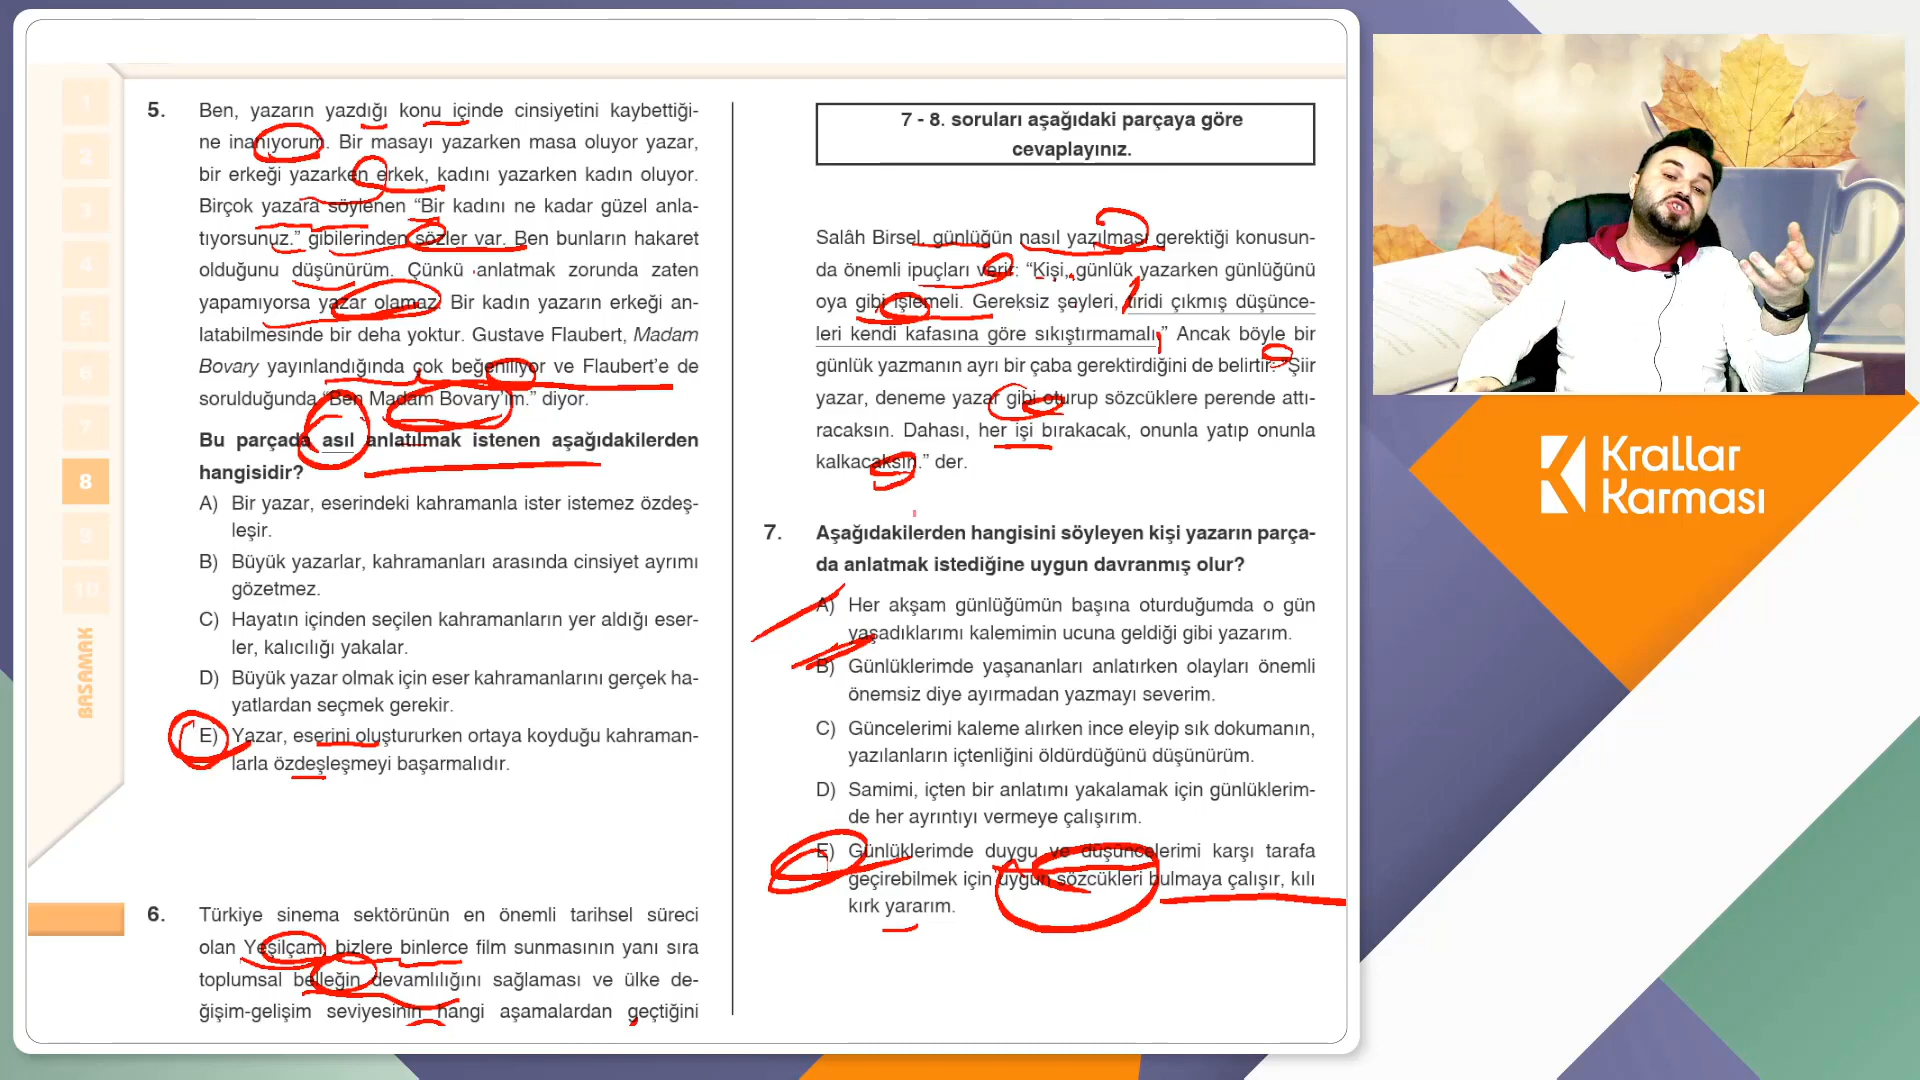 1
2
3
4
5
6
7
8
9
10
BASAMAK
5. Ben, yazarın yazdığı konu içinde cinsiyetini kaybettiği-
ne inanıyorum. Bir masayı yazarken masa oluyor yazar,
bir erkeği yazarken erkek, kadını yazarken kadın oluyor.
Birçok yazara söylenen “Bir kadını ne kadar güzel anla-
tıyorsunuz.” gibilerinden sözler var. Ben bunların hakaret
olduğunu düşünürüm. Çünkü anlatmak zorunda zaten
yapamıyorsa yazar olamaz. Bir kadın yazarın erkeği an-
latabilmesinde bir deha yoktur. Gustave Flaubert, Madam
Bovary yayınlandığında çok beğeniliyor ve Flaubert’e de
sorulduğunda “Ben Madam Bovary’im.” diyor.
Bu parçada asıl anlatılmak istenen aşağıdakilerden
hangisidir?
A) Bir yazar, eserindeki kahramanla ister istemez özdeş-
leşir.
B) Büyük yazarlar, kahramanları arasında cinsiyet ayrımı
gözetmez.
C) Hayatın içinden seçilen kahramanların yer aldığı eser-
ler, kalıcılığı yakalar.
D) Büyük yazar olmak için eser kahramanlarını gerçek ha-
yatlardan seçmek gerekir.
E) Yazar, eserini oluştururken ortaya koyduğu kahraman-
larla özdeşleşmeyi başarmalıdır.
6. Türkiye sinema sektörünün en önemli tarihsel süreci
olan Yeşilçam, bizlere binlerce film sunmasının yanı sıra
toplumsal belleğin devamlılığını sağlaması ve ülke de-
ğişim-gelişim seviyesinin hangi aşamalardan geçtiğini
7 - 8. soruları aşağıdaki parçaya göre
cevaplayınız.
Salâh Birsel, günlüğün nasıl yazılması gerektiği konusun-
da önemli ipuçları verir: “Kişi, günlük yazarken günlüğünü
oya gibi işlemeli. Gereksiz şeyleri, tiridi çıkmış düşünce-
leri kendi kafasına göre sıkıştırmamalı.” Ancak böyle bir
günlük yazmanın ayrı bir çaba gerektirdiğini de belirtir: “Şiir
yazar, deneme yazar gibi oturup sözcüklere perende attı-
racaksın. Dahası, her işi bırakacak, onunla yatıp onunla
kalkacaksın.” der.
7. Aşağıdakilerden hangisini söyleyen kişi yazarın parça-
da anlatmak istediğine uygun davranmış olur?
A) Her akşam günlüğümün başına oturduğumda o gün
yaşadıklarımı kalemimin ucuna geldiği gibi yazarım.
B) Günlüklerimde yaşananları anlatırken olayları önemli
önemsiz diye ayırmadan yazmayı severim.
C) Güncelerimi kaleme alırken ince eleyip sık dokumanın,
yazılanların içtenliğini öldürdüğünü düşünürüm.
D) Samimi, içten bir anlatımı yakalamak için günlüklerim-
de her ayrıntıyı vermeye çalışırım.
E) Günlüklerimde duygu ve düşüncelerimi karşı tarafa
geçirebilmek için uygun sözcükleri bulmaya çalışır, kılı
kırk yararım.
Krallar
Karması